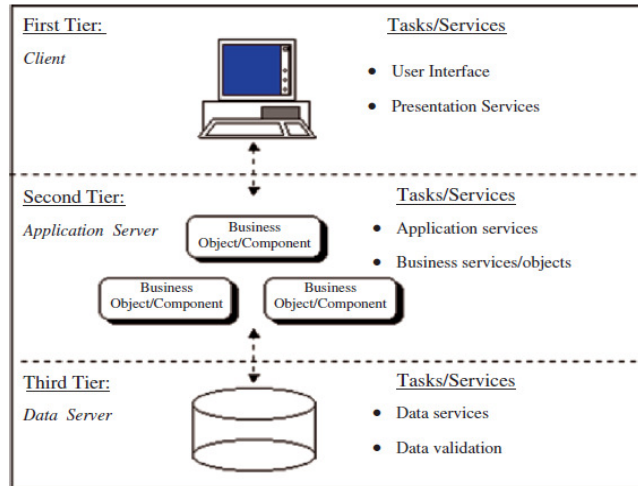 First Tier:
Client
Tasks/Services
• User Interface
• Presentation Services
Second Tier:
Application Server
Business
Object/Component
Business
Object/Component
Business
Object/Component
Tasks/Services
• Application services
• Business services/objects
Third Tier:
Data Server
Tasks/Services
• Data services
• Data validation